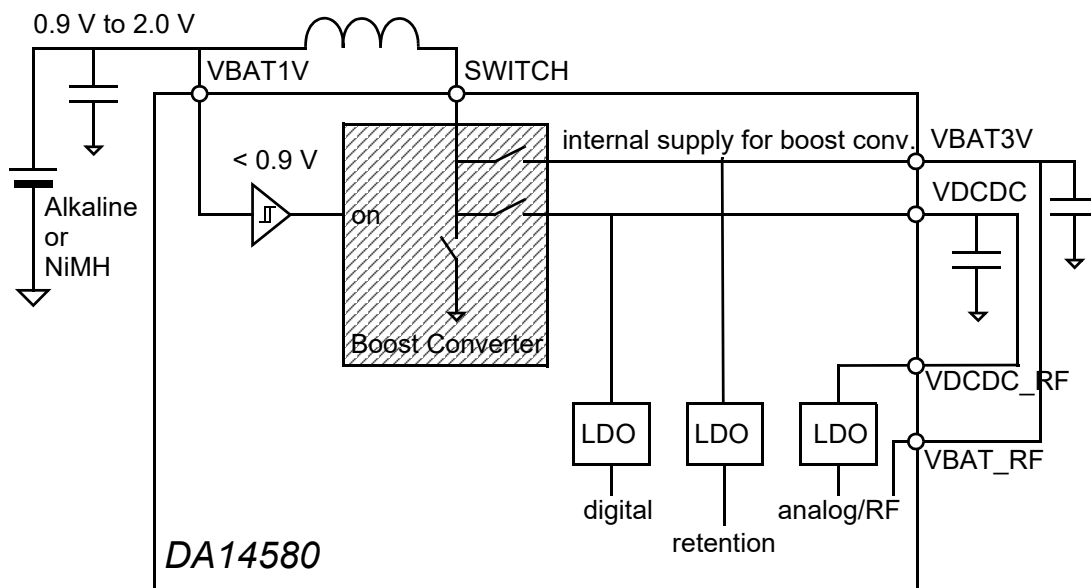 0.9 V to 2.0 V
VBAT1V
SWITCH
internal supply for boost conv.
VBAT3V
< 0.9 V
VDCDC
on
Alkaline
or
NiMH
Boost Converter
VDCDC_RF
LDO
LDO
LDO
VBAT_RF
digital
analog/RF
retention
DA14580